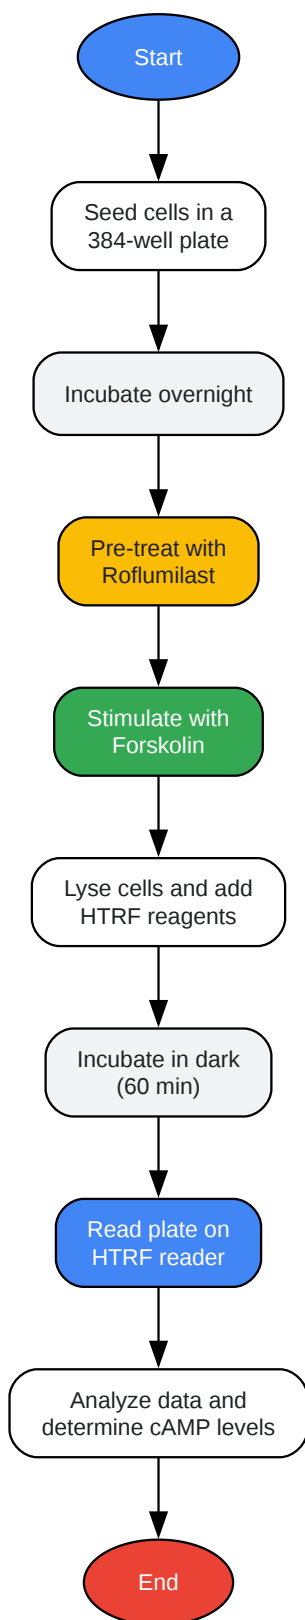 Start
Seed cells in a
384-well plate
Incubate overnight
Pre-treat with
Roflumilast
Stimulate with
Forskolin
Lyse cells and add
HTRF reagents
Incubate in dark
(60 min)
Read plate on
HTRF reader
Analyze data and
determine cAMP levels
End